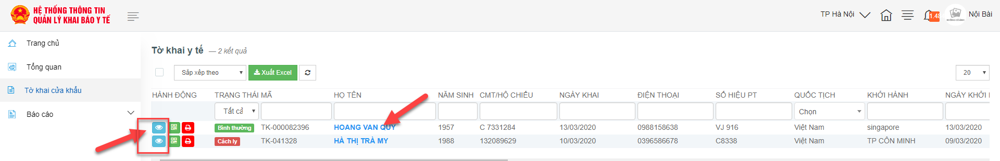 HỆ THỐNG THÔNG TIN
QUẢN LÝ KHAI BÁO Y TẾ
TP Hà Nội
1.48
KHÔNG CÓ ẢNH
Nội Bài
Trang chủ
Tổng quan
Tờ khai cửa khẩu
Báo cáo
Tờ khai y tế — 2 kết quả
Sắp xếp theo Xuất Excel 20
HÀNH ĐỘNG TRẠNG THÁI MÃ HỌ TÊN NĂM SINH CMT/HỘ CHIẾU NGÀY KHAI ĐIỆN THOẠI SỐ HIỆU PT QUỐC TỊCH KHỞI HÀNH NGÀY KHỞI
Tất cả Chọn
Bình thường TK-000082396 HOANG VAN QUY 1957 C 7331284 13/03/2020 0988158638 VJ 916 Việt Nam singapore 13/03/2020
Cách ly TK-041328 HÀ THỊ TRÀ MY 1988 132089629 10/03/2020 0396586678 C8338 Việt Nam TP CÔN MINH 09/03/2020